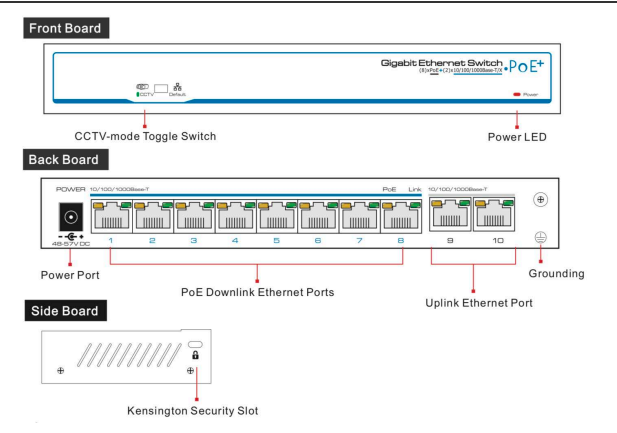 Front Board
Gigabit Ethernet Switch
(8)xPoE+(2)x10/100/1000Base-T/X
•PoE+
CCTV
Default
Power
CCTV-mode Toggle Switch
Power LED
Back Board
POWER
10/100/1000Base-T
PoE
Link
10/100/1000Base-T
48-57V DC
1
2
3
4
5
6
7
8
9
10
Power Port
PoE Downlink Ethernet Ports
Uplink Ethernet Port
Grounding
Side Board
Kensington Security Slot